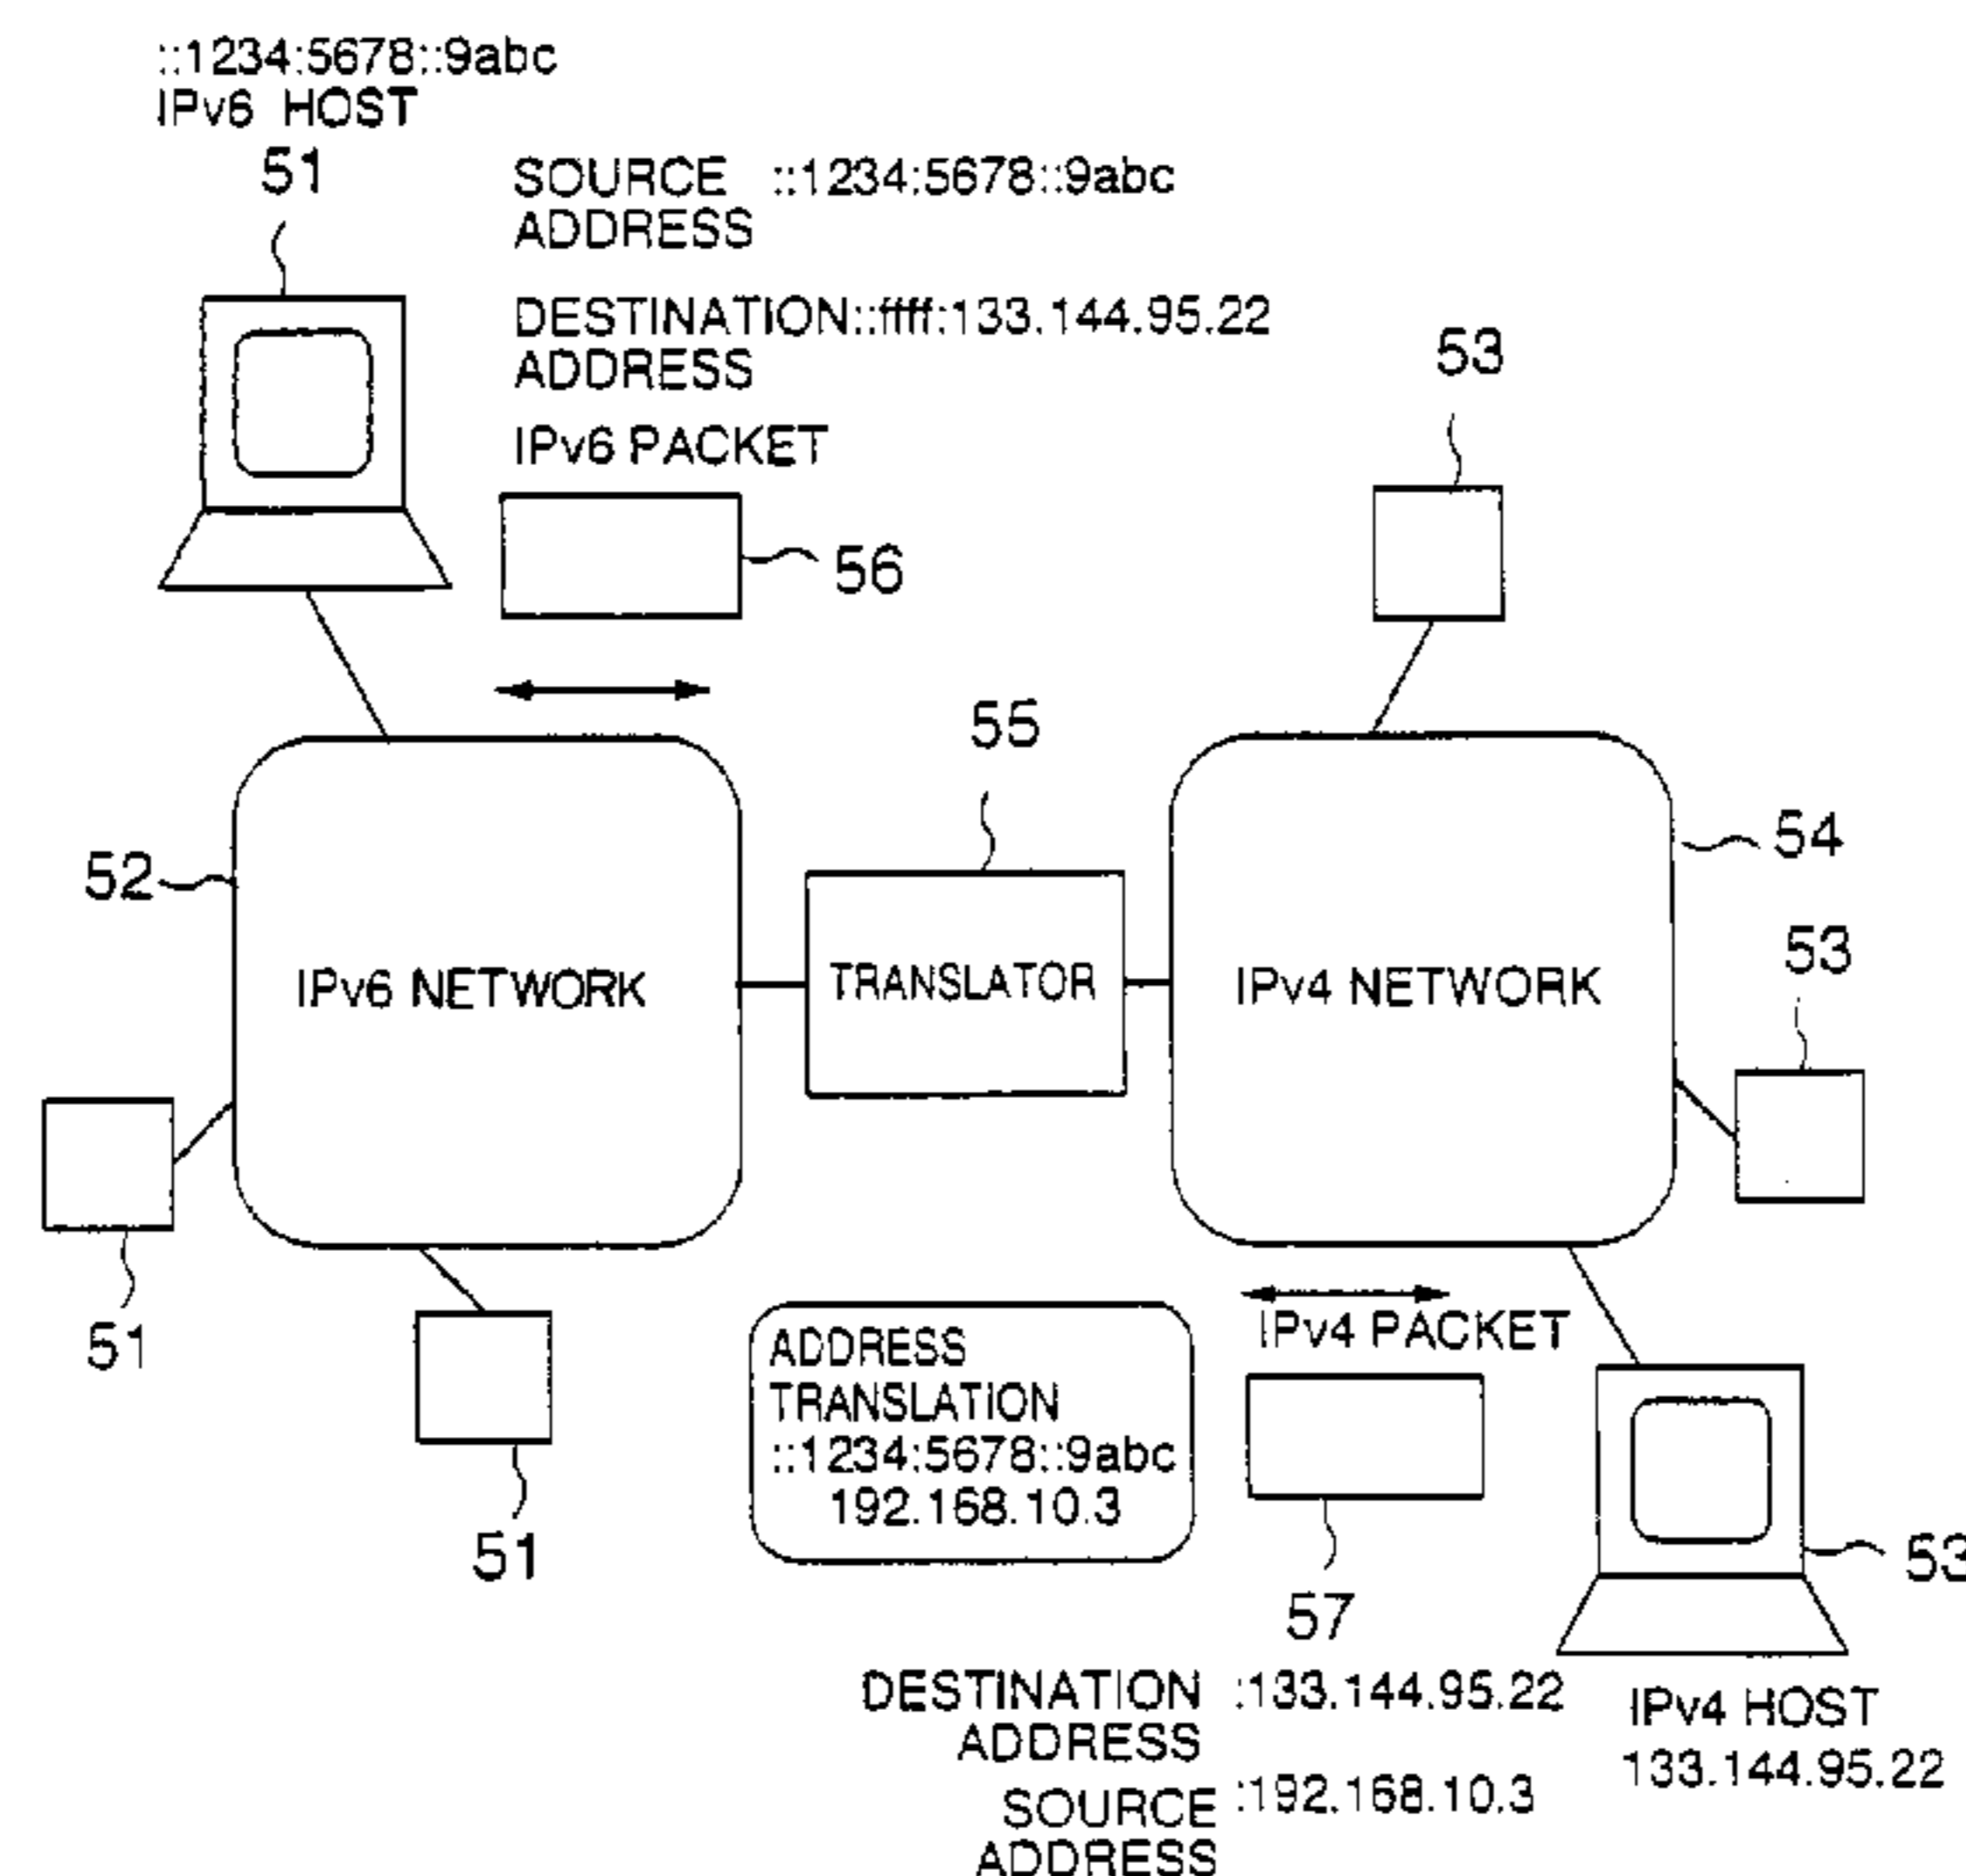 ::1234:5678::9abc
IPv6 HOST
51
SOURCE ::1234:5678::9abc
ADDRESS
DESTINATION::ffff:133.144.95.22
ADDRESS
IPv6 PACKET
56
53
55
54
52
53
IPv6 NETWORK
TRANSLATOR
IPv4 NETWORK
51
51
ADDRESS
TRANSLATION
::1234:5678::9abc
192.168.10.3
IPv4 PACKET
57
53
DESTINATION :133.144.95.22
ADDRESS
SOURCE :192.168.10.3
ADDRESS
IPv4 HOST
133.144.95.22